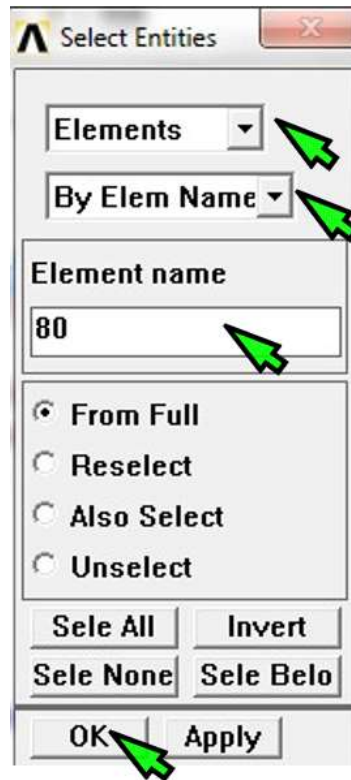 Select Entities
Elements
By Elem Name
Element name
80
From Full
Reselect
Also Select
Unselect
Sele All Invert
Sele None Sele Belo
OK Apply